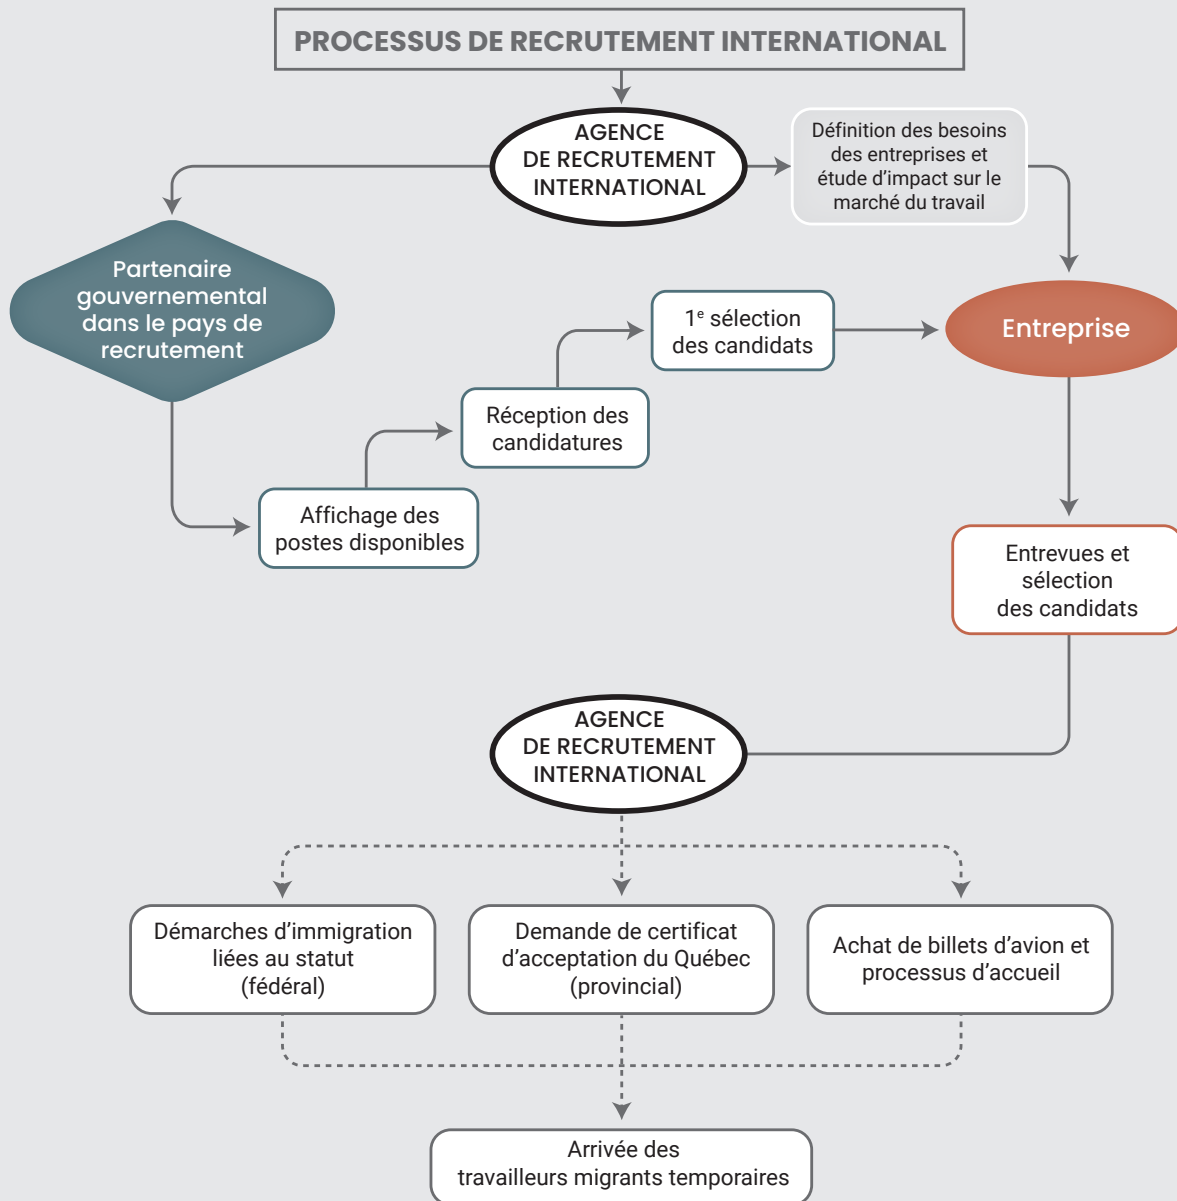 PROCESSUS DE RECRUTEMENT INTERNATIONAL
AGENCE
DE RECRUTEMENT
INTERNATIONAL
Définition des besoins
des entreprises et
étude d'impact sur le
marché du travail
Partenaire
gouvernemental
dans le pays de
recrutement
1e sélection
des candidats
Entreprise
Réception des
candidatures
Affichage des
postes disponibles
Entrevues et
sélection
des candidats
AGENCE
DE RECRUTEMENT
INTERNATIONAL
Démarches d'immigration
liées au statut
(fédéral)
Demande de certificat
d'acceptation du Québec
(provincial)
Achat de billets d'avion et
processus d'accueil
Arrivée des
travailleurs migrants temporaires